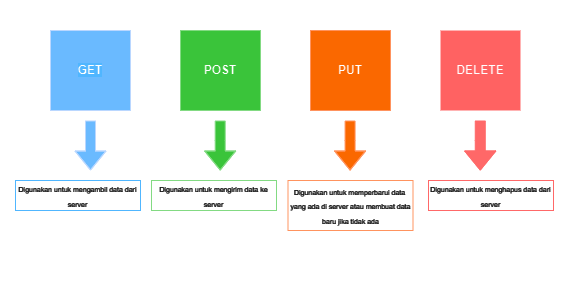 GET
POST
PUT
DELETE
Digunakan untuk mengambil data dari
server
Digunakan untuk mengirim data ke
server
Digunakan untuk memperbarui data
yang ada di server atau membuat data
baru jika tidak ada
Digunakan untuk menghapus data dari
server